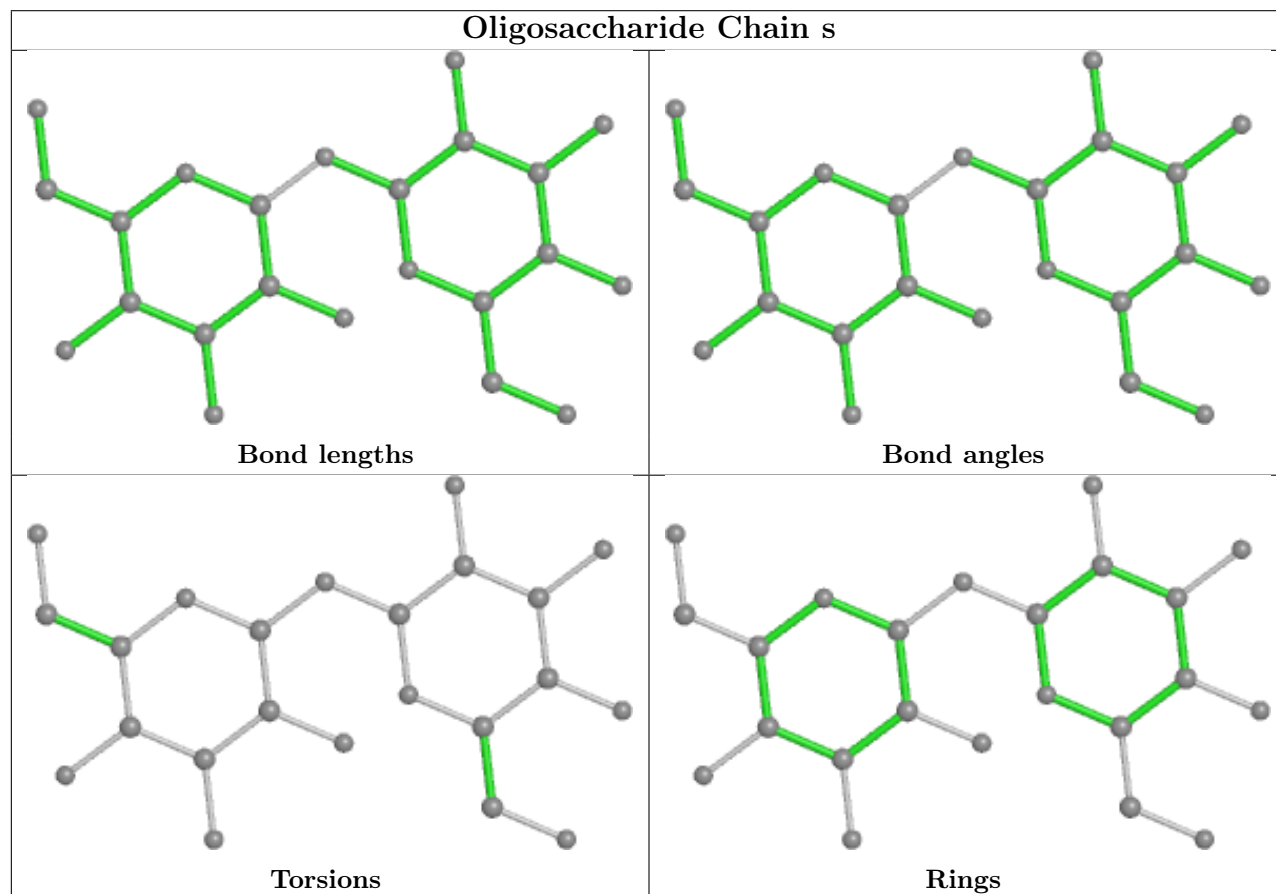 Oligosaccharide Chain s
Bond lengths
Bond angles
Torsions
Rings